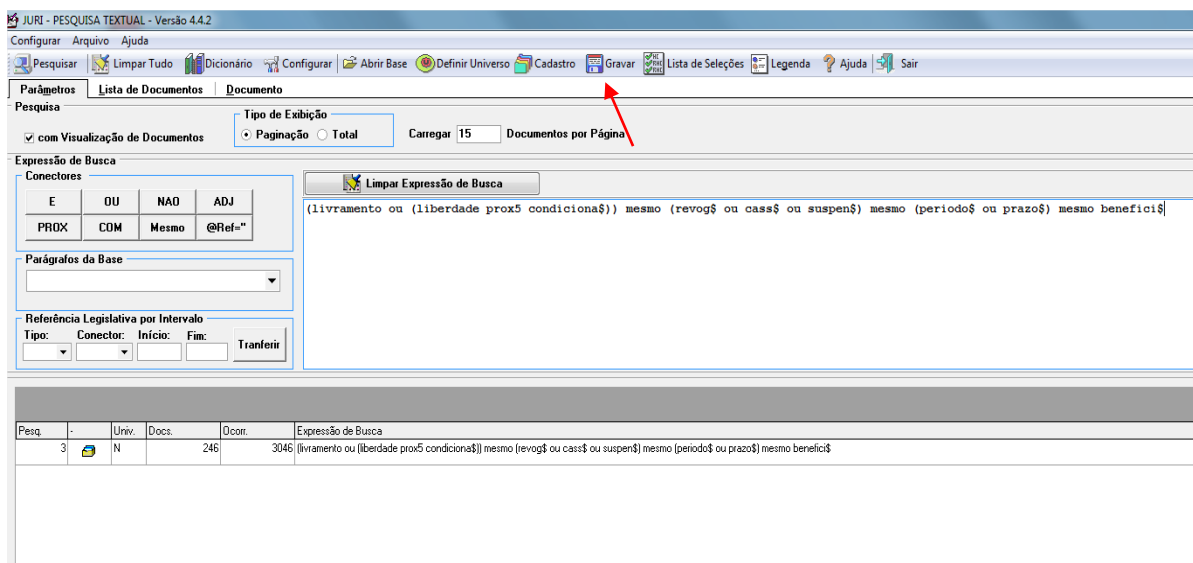 JURI - PESQUISA TEXTUAL - Versão 4.4.2
Configurar Arquivo Ajuda
Pesquisar Limpar Tudo Dicionário Configurar Abrir Base Definir Universo Cadastro Gravar Lista de Seleções Legenda Ajuda Sair
Parâmetros Lista de Documentos Documento
Pesquisa
Tipo de Exibição
com Visualização de Documentos Paginação Total Carregar 15 Documentos por Página
Expressão de Busca
Conectores
Limpar Expressão de Busca
E OU NAO ADJ
(livramento ou (liberdade prox5 condiciona$)) mesmo (revog$ ou cass$ ou suspen$) mesmo (periodo$ ou prazo$) mesmo benefici$
PROX COM Mesmo @Ref="
Parágrafos da Base
Referência Legislativa por Intervalo
Tipo: Conector: Início: Fim:
Tranferir
Pesq. - Univ. Docs. Ocorr. Expressão de Busca
3 N 246 3046 (livramento ou (liberdade prox5 condiciona$)) mesmo (revog$ ou cass$ ou suspen$) mesmo (periodo$ ou prazo$) mesmo benefici$